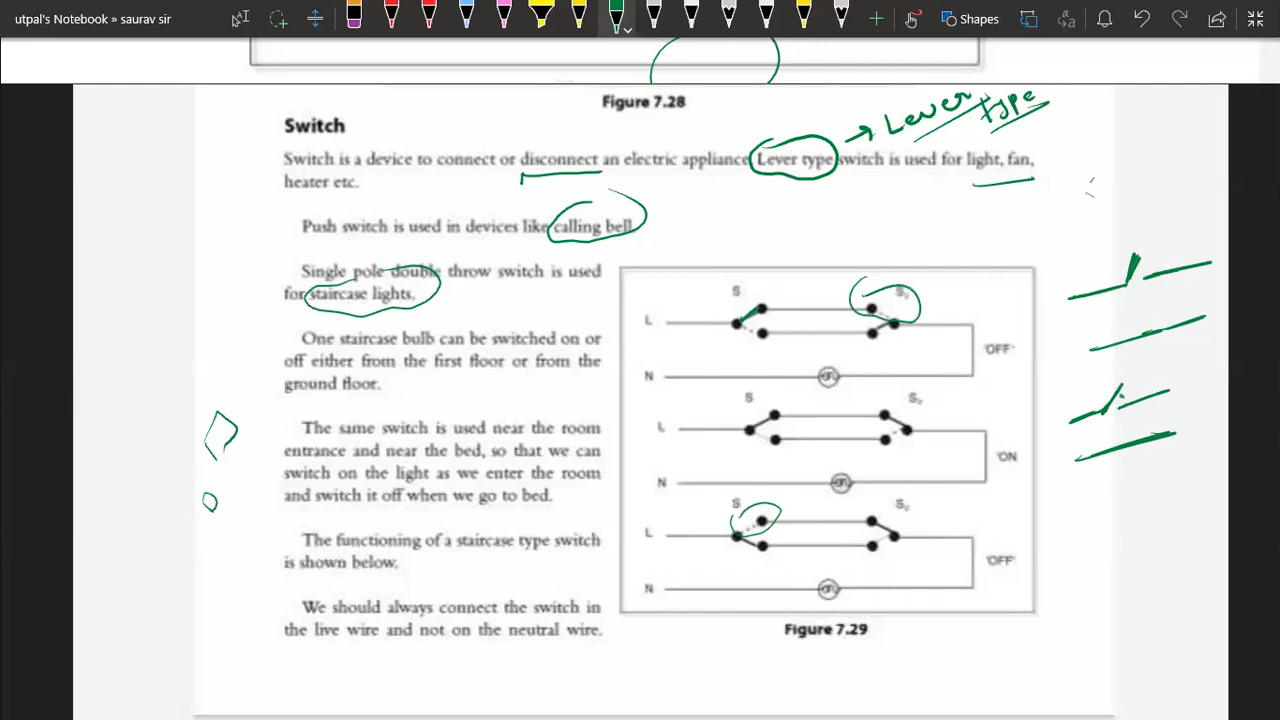 utpal's Notebook » saurav sir
Shapes
Figure 7.28
→ Lever type
Switch
Switch is a device to connect or disconnect an electric appliance Lever type switch is used for light, fan,
heater etc.
Push switch is used in devices like calling bell
Single pole double throw switch is used
for staircase lights.
One staircase bulb can be switched on or
off either from the first floor or from the
ground floor.
The same switch is used near the room
entrance and near the bed, so that we can
switch on the light as we enter the room
and switch it off when we go to bed.
The functioning of a staircase type switch
is shown below.
We should always connect the switch in
the live wire and not on the neutral wire.
S S₂
L
'OFF'
N
S S₂
L
'ON
N
S S₂
L
'OFF'
N
Figure 7.29